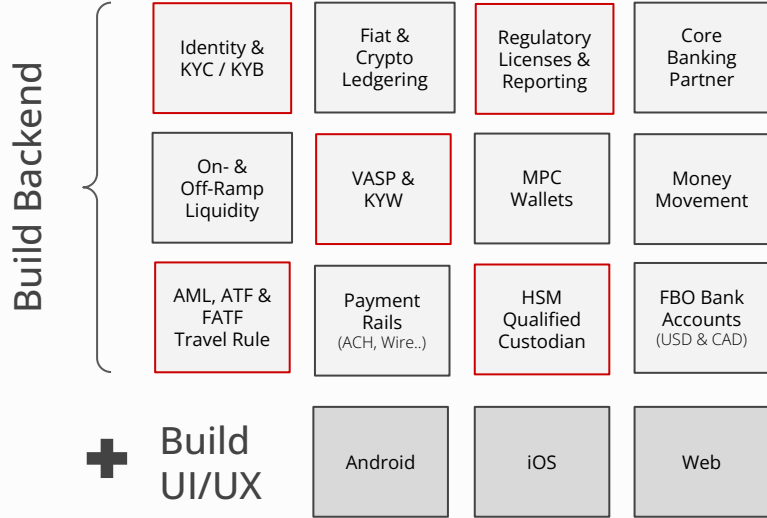 Build Backend
Identity &
KYC / KYB
Fiat &
Crypto
Ledgering
Regulatory
Licenses &
Reporting
Core
Banking
Partner
On- &
Off-Ramp
Liquidity
VASP &
KYW
MPC
Wallets
Money
Movement
AML, ATF &
FATF
Travel Rule
Payment
Rails
(ACH, Wire..)
HSM
Qualified
Custodian
FBO Bank
Accounts
(USD & CAD)
Build
UI/UX
Android
iOS
Web